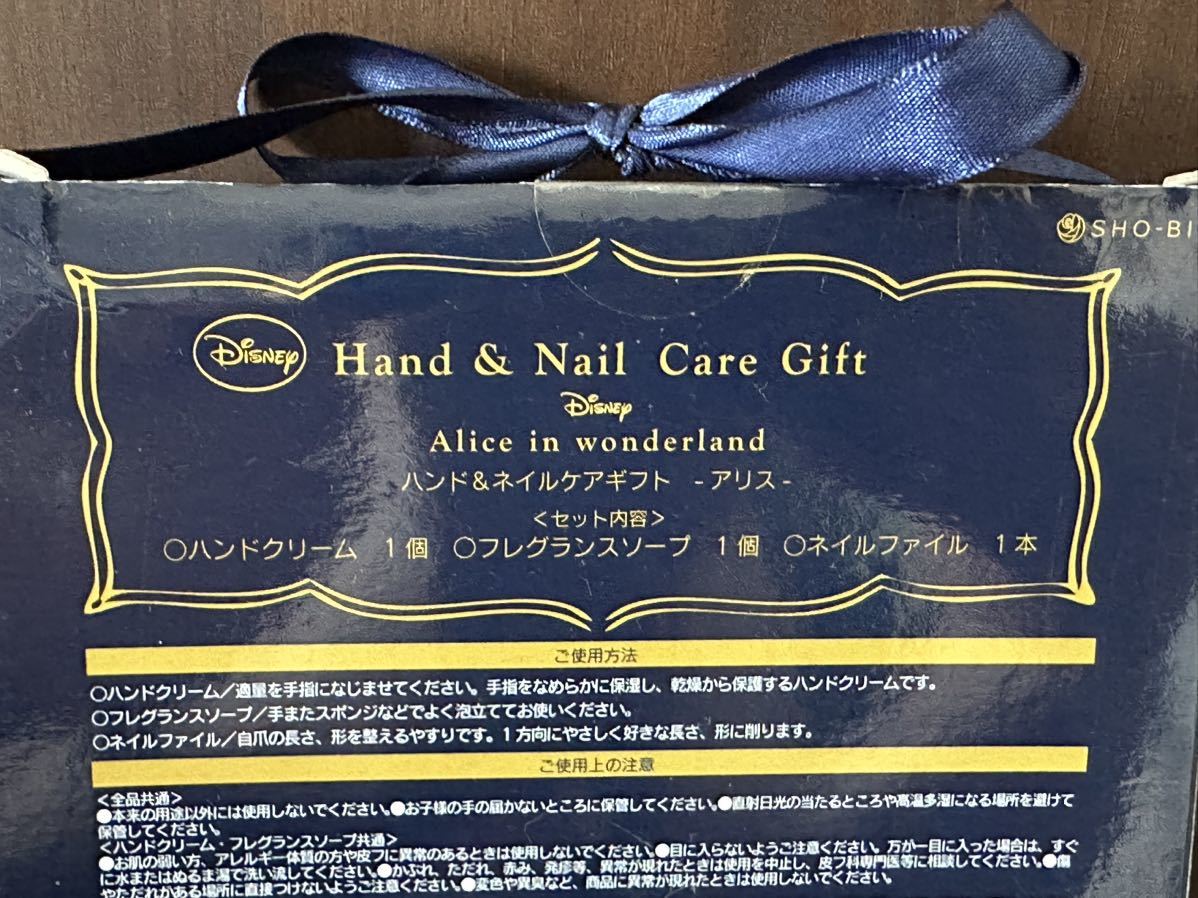 SHO-BI
Disney Hand & Nail Care Gift
Disney
Alice in wonderland
ハンド＆ネイルケアギフト -アリス-
＜セット内容＞
○ハンドクリーム 1個 ○フレグランスソープ 1個 ○ネイルファイル 1本
ご使用方法
○ハンドクリーム／適量を手指になじませてください。手指をなめらかに保湿し、乾燥から保護するハンドクリームです。
○フレグランスソープ／手またスポンジなどでよく泡立ててお使いください。
○ネイルファイル／自爪の長さ、形を整えるやすりです。1方向にやさしく好きな長さ、形に削ります。
ご使用上の注意
＜全品共通＞
●本来の用途以外には使用しないでください。●お子様の手の届かないところに保管してください。●直射日光の当たるところや高温多湿になる場所を避けて
保管してください。
＜ハンドクリーム・フレグランスソープ共通＞
●お肌の弱い方、アレルギー体質の方や皮フに異常のあるときは使用しないでください。●目に入らないようご注意ください。万が一目に入った場合は、すぐ
に水またはぬるま湯で洗い流してください。●かぶれ、ただれ、赤み、発疹等、異常が現れたときは使用を中止し、皮フ科専門医等に相談してください。●傷
やただれがある場所に直接つけないようご注意ください。●変色や異臭など、商品に異常が現れたときは使用しないでください。